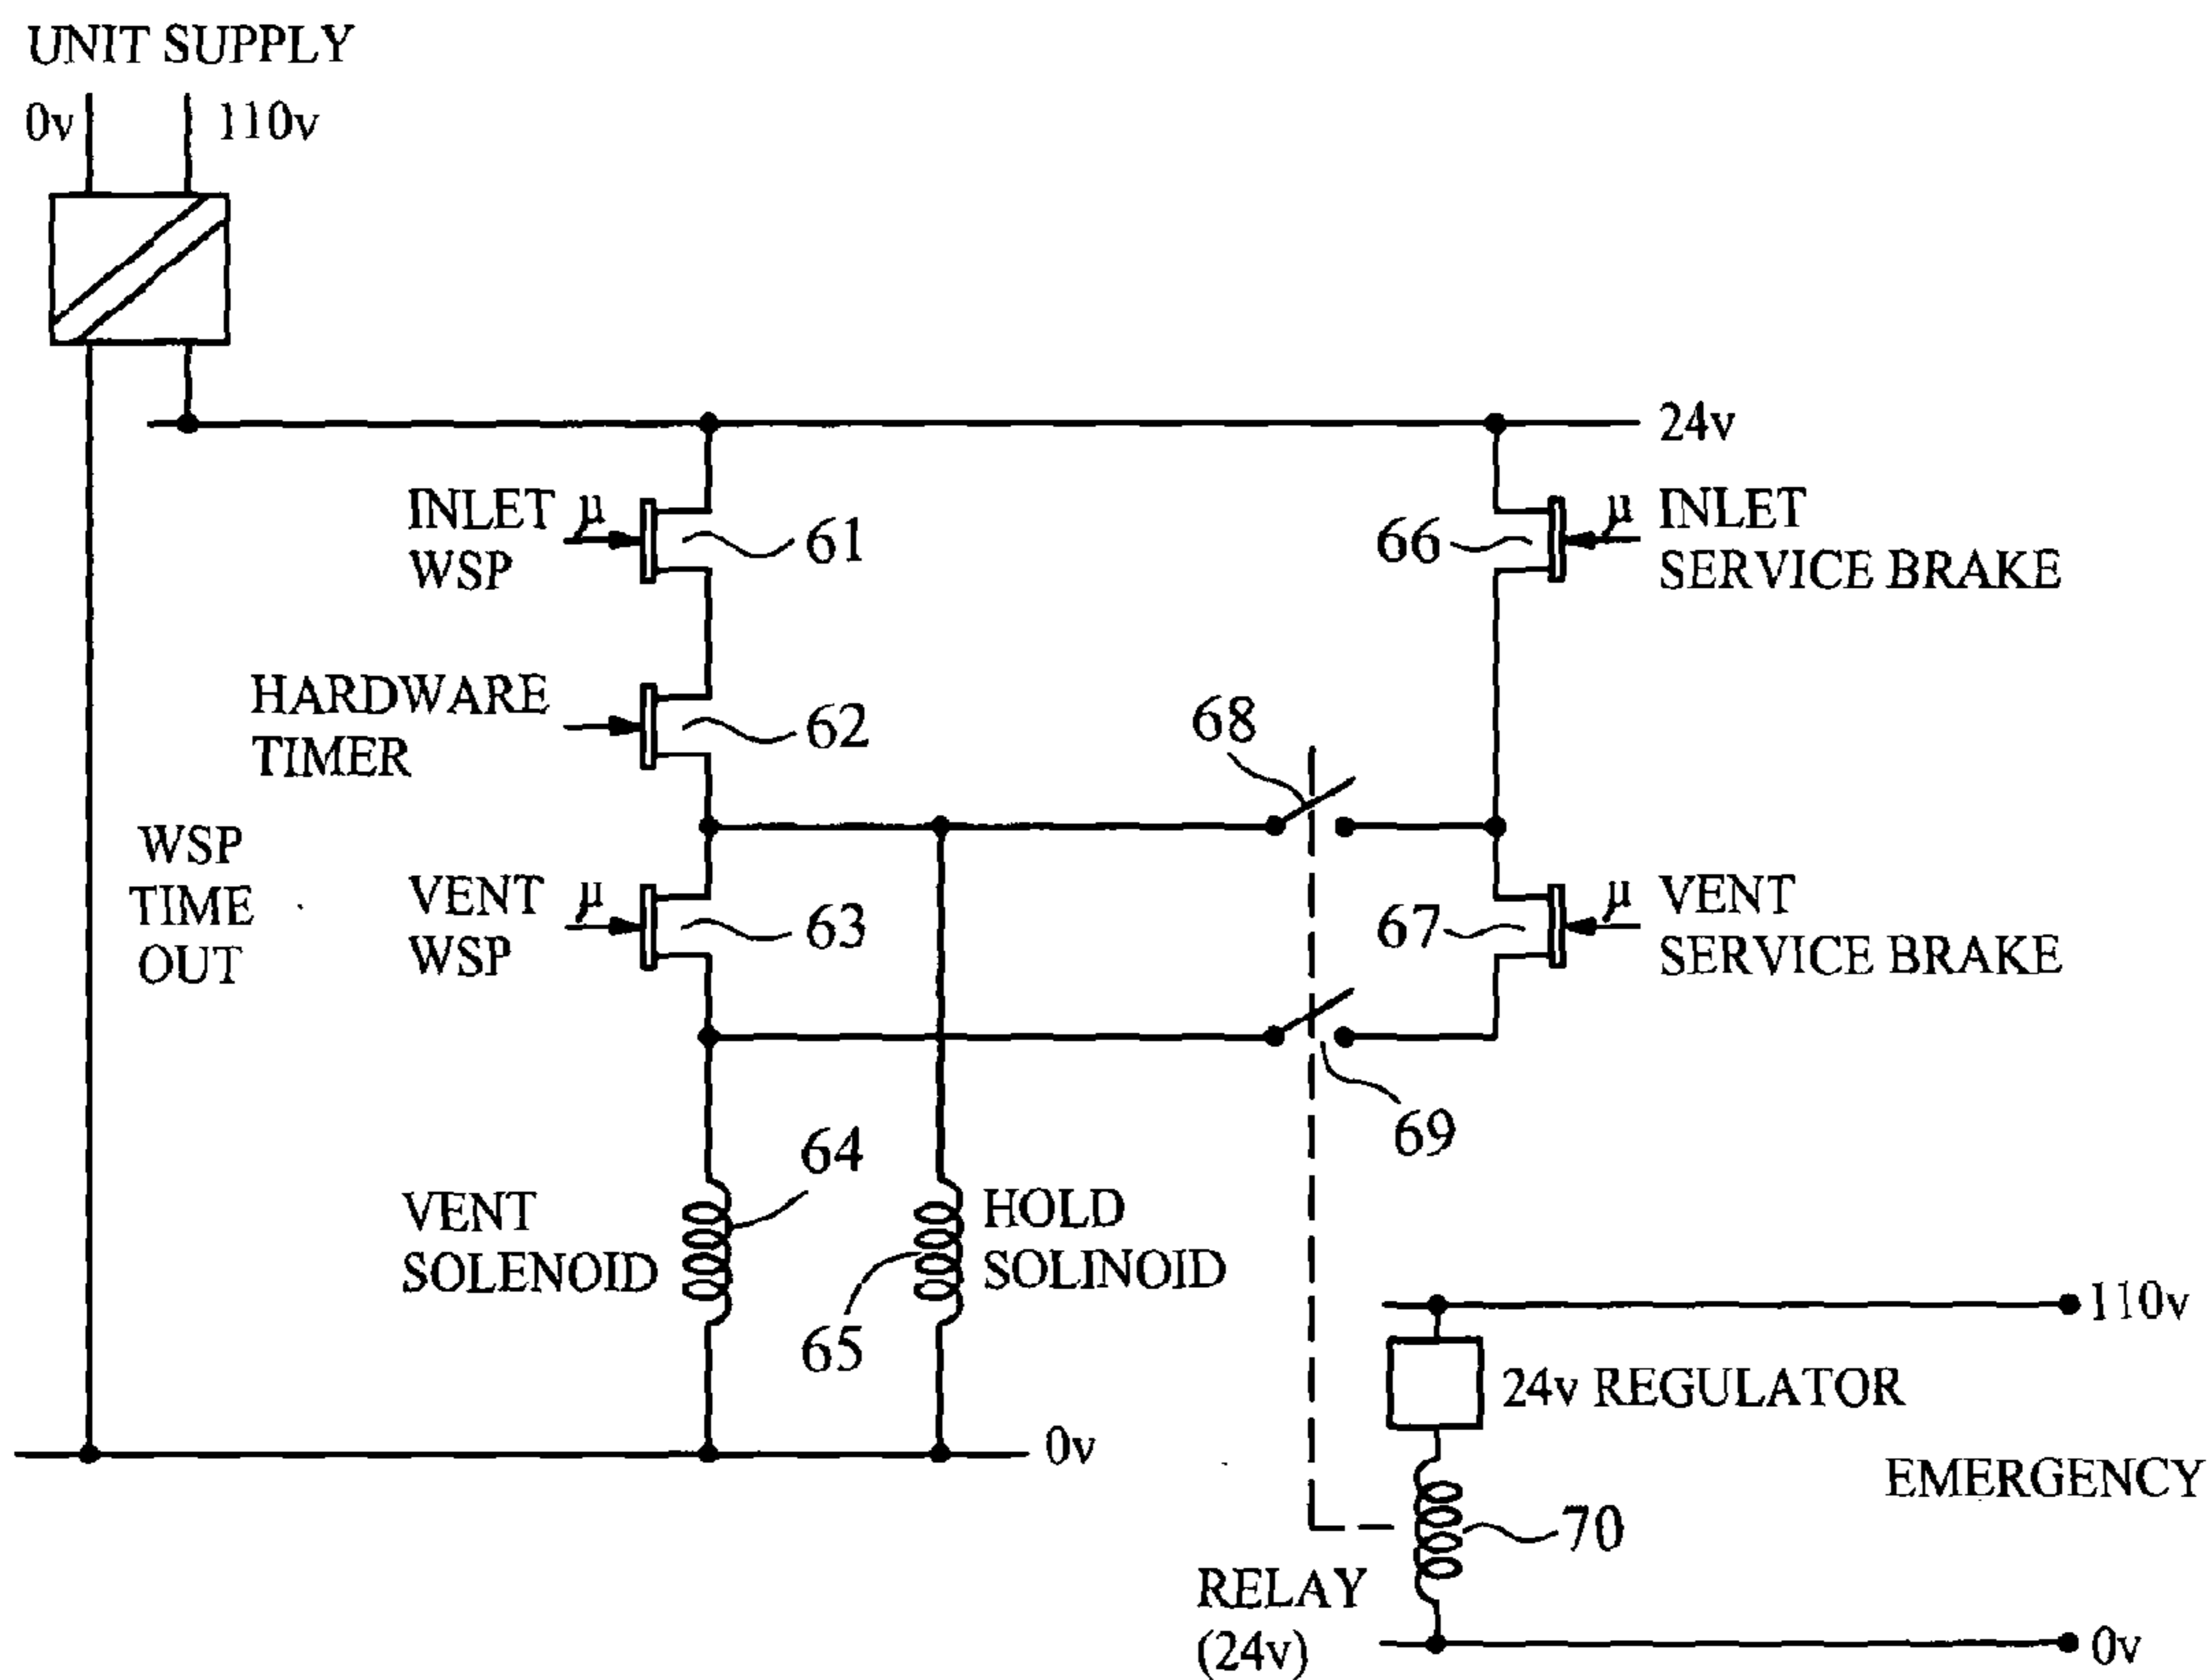 UNIT SUPPLY
0v
110v
24v
INLET
WSP
µ
61
66
µ
INLET
SERVICE BRAKE
HARDWARE
TIMER
62
68
WSP
TIME
OUT
VENT
WSP
µ
63
67
µ
VENT
SERVICE BRAKE
69
64
VENT
SOLENOID
HOLD
SOLINOID
65
110v
24v REGULATOR
0v
EMERGENCY
70
RELAY
(24v)
0v